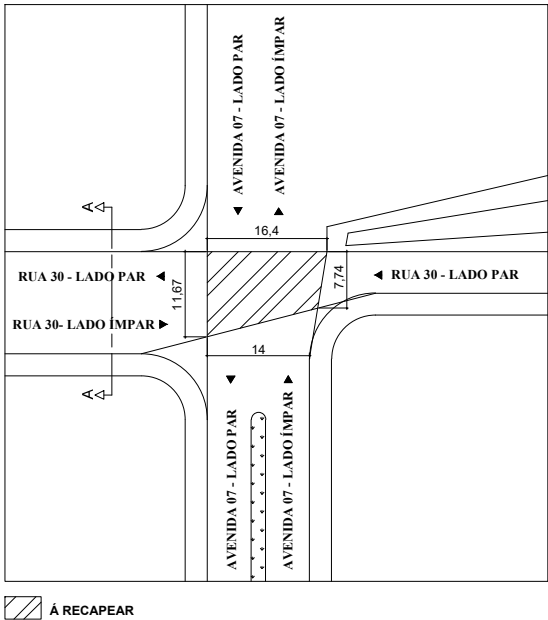 AVENIDA 07 - LADO PAR
AVENIDA 07 - LADO ÍMPAR
A
16,4
RUA 30 - LADO PAR
11,67
7,74
RUA 30 - LADO PAR
RUA 30- LADO ÍMPAR
14
A
AVENIDA 07 - LADO PAR
AVENIDA 07 - LADO ÍMPAR
Á RECAPEAR